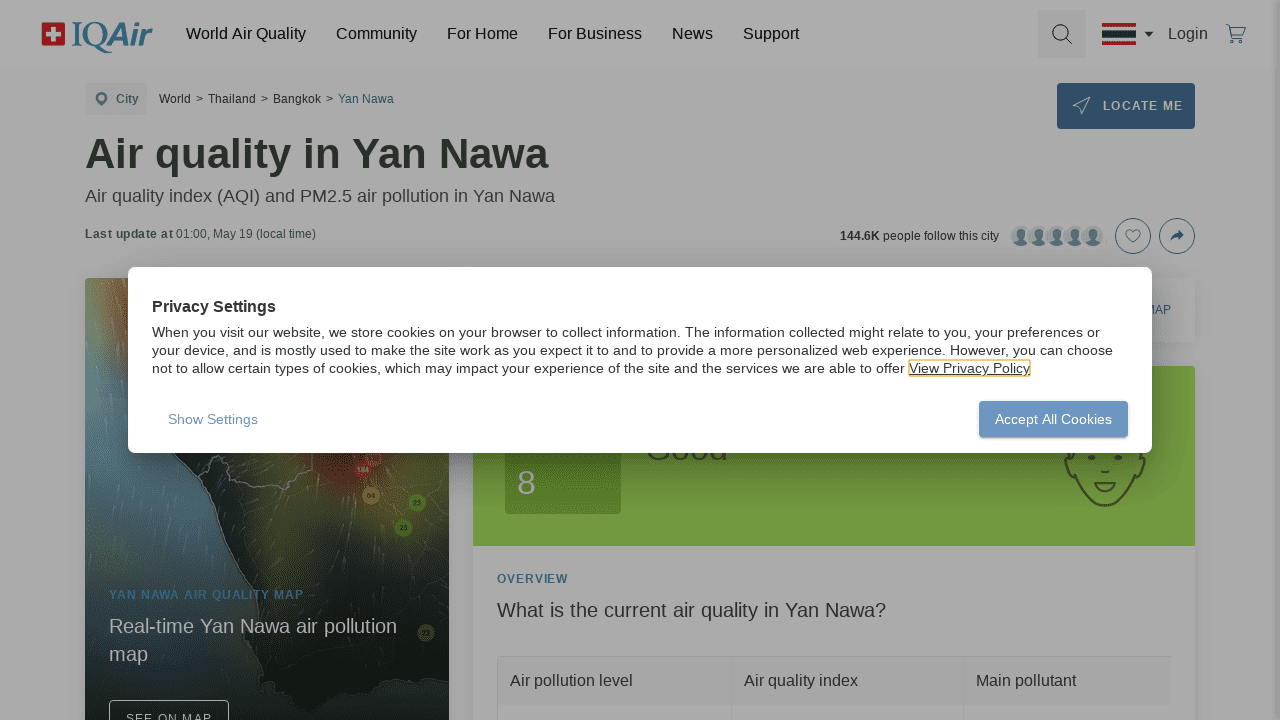 IQAir
World Air Quality
Community
For Home
For Business
News
Support
Login
City
World > Thailand > Bangkok > Yan Nawa
LOCATE ME
Air quality in Yan Nawa
Air quality index (AQI) and PM2.5 air pollution in Yan Nawa
Last update at 01:00, May 19 (local time)
144.6K people follow this city
MAP
Privacy Settings
When you visit our website, we store cookies on your browser to collect information. The information collected might relate to you, your preferences or
your device, and is mostly used to make the site work as you expect it to and to provide a more personalized web experience. However, you can choose
not to allow certain types of cookies, which may impact your experience of the site and the services we are able to offer View Privacy Policy
Show Settings
Accept All Cookies
Good
8
YAN NAWA AIR QUALITY MAP
Real-time Yan Nawa air pollution
map
SEE ON MAP
OVERVIEW
What is the current air quality in Yan Nawa?
Air pollution level
Air quality index
Main pollutant